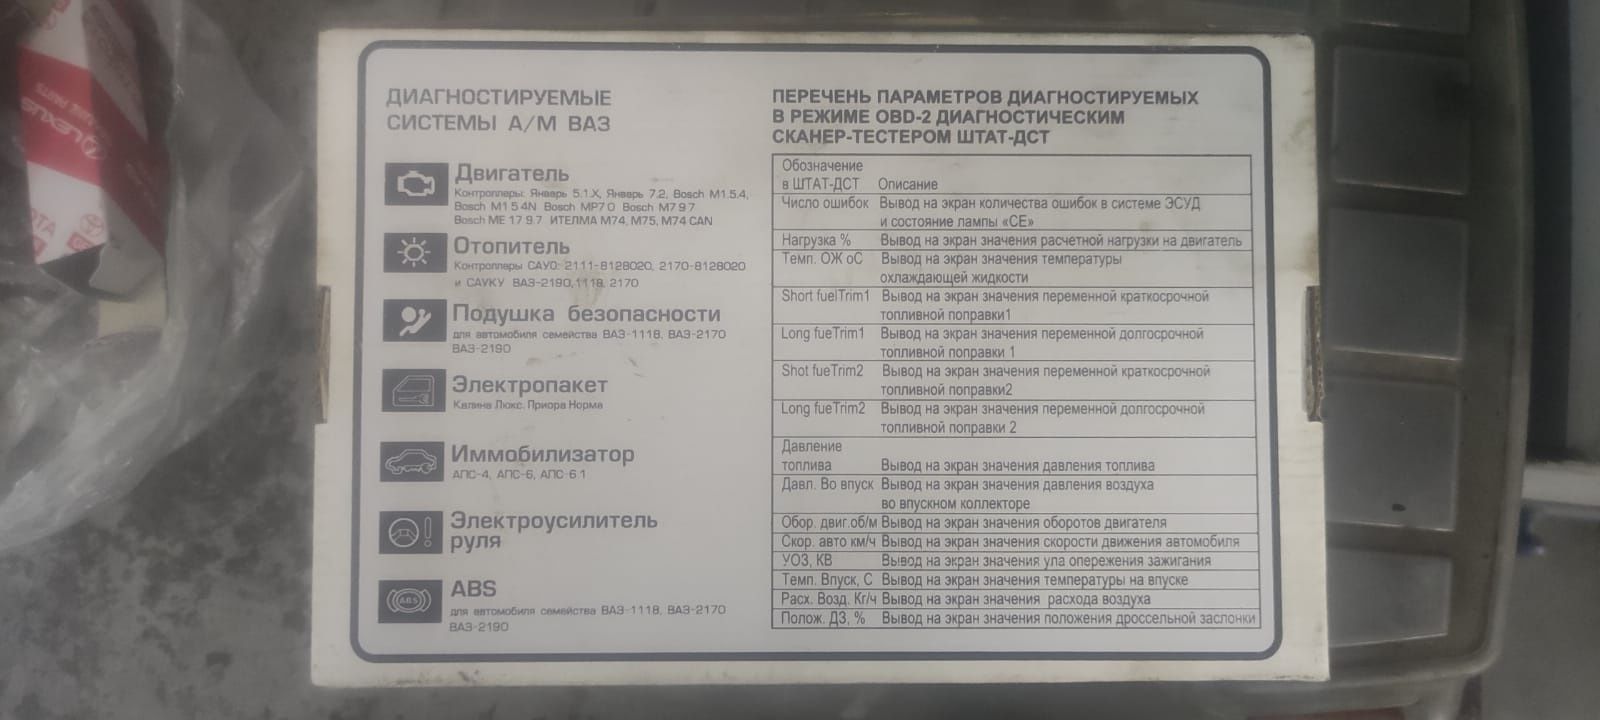 LEXUS
ДИАГНОСТИРУЕМЫЕ
СИСТЕМЫ А/М ВАЗ
Двигатель
Контроллеры: Январь 5.1.X, Январь 7.2, Bosch M1.5.4,
Bosch M1 5 4N Bosch MP7 0 Bosch M7 9 7
Bosch ME 17 9.7 ИТЕЛМА М74, М75, М74 CAN
Отопитель
Контроллеры САУО: 2111-8128020, 2170-8128020
и САУКУ ВАЗ-2190,1118, 2170
Подушка безопасности
для автомобиля семейства ВАЗ-1118, ВАЗ-2170
ВАЗ-2190
Электропакет
Калина Люкс. Приора Норма
Иммобилизатор
АПС-4, АПС-6, АПС-6.1
Электроусилитель
руля
ABS
ABS
для автомобиля семейства ВАЗ-1118, ВАЗ-2170
ВАЗ-2190
ПЕРЕЧЕНЬ ПАРАМЕТРОВ ДИАГНОСТИРУЕМЫХ
В РЕЖИМЕ OBD-2 ДИАГНОСТИЧЕСКИМ
СКАНЕР-ТЕСТЕРОМ ШТАТ-ДСТ
Обозначение
в ШТАТ-ДСТ Описание
Число ошибок Вывод на экран количества ошибок в системе ЭСУД
и состояние лампы «СЕ»
Нагрузка % Вывод на экран значения расчетной нагрузки на двигатель
Темп. ОЖ оС Вывод на экран значения температуры
охлаждающей жидкости
Short fuelTrim1 Вывод на экран значения переменной краткосрочной
топливной поправки1
Long fueTrim1 Вывод на экран значения переменной долгосрочной
топливной поправки 1
Shot fueTrim2 Вывод на экран значения переменной краткосрочной
топливной поправки2
Long fueTrim2 Вывод на экран значения переменной долгосрочной
топливной поправки 2
Давление
топлива Вывод на экран значения давления топлива
Давл. Во впуск Вывод на экран значения давления воздуха
во впускном коллекторе
Обор. двиг.об/м Вывод на экран значения оборотов двигателя
Скор. авто км/ч Вывод на экран значения скорости движения автомобиля
УОЗ, КВ Вывод на экран значения ула опережения зажигания
Темп. Впуск, С Вывод на экран значения температуры на впуске
Расх. Возд. Кг/ч Вывод на экран значения расхода воздуха
Полож. ДЗ, % Вывод на экран значения положения дроссельной заслонки